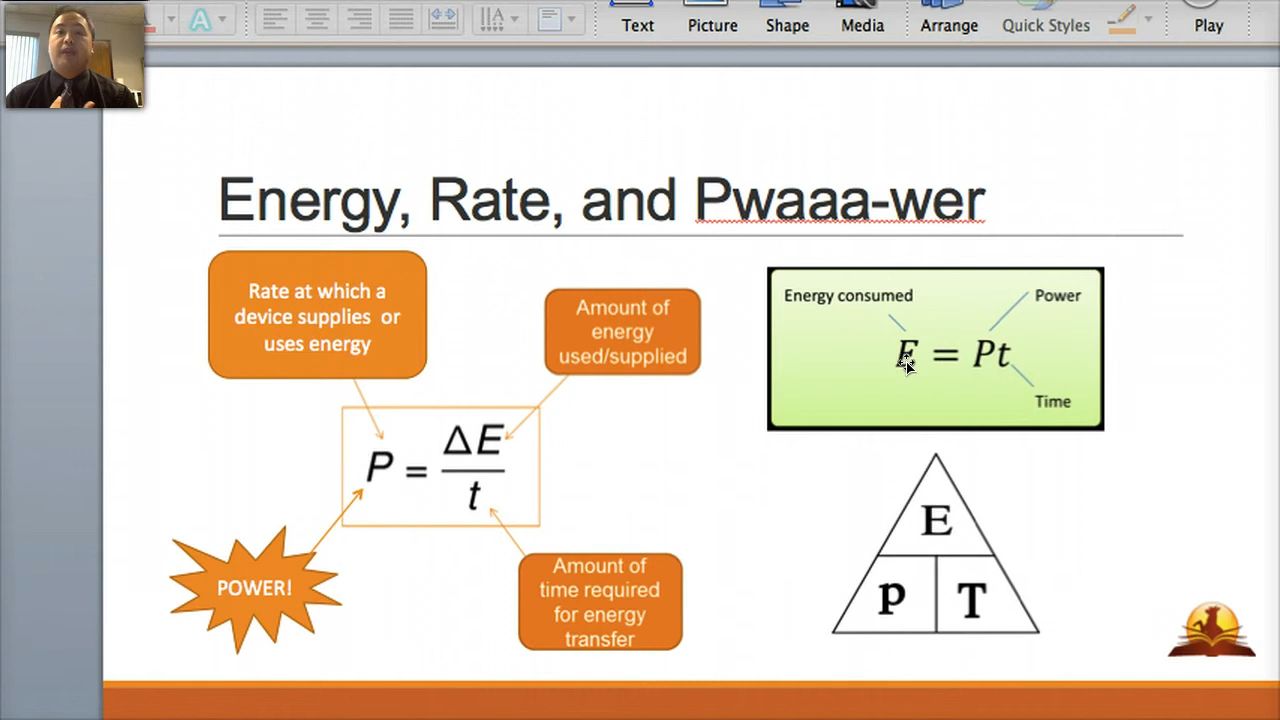 Text
Picture
Shape
Media
Arrange
Quick Styles
Play
Energy, Rate, and Pwaaa-wer
Rate at which a
device supplies or
uses energy
Amount of
energy
used/supplied
P = ΔE
t
POWER!
Amount of
time required
for energy
transfer
Energy consumed
Power
E = Pt
Time
E
P
T